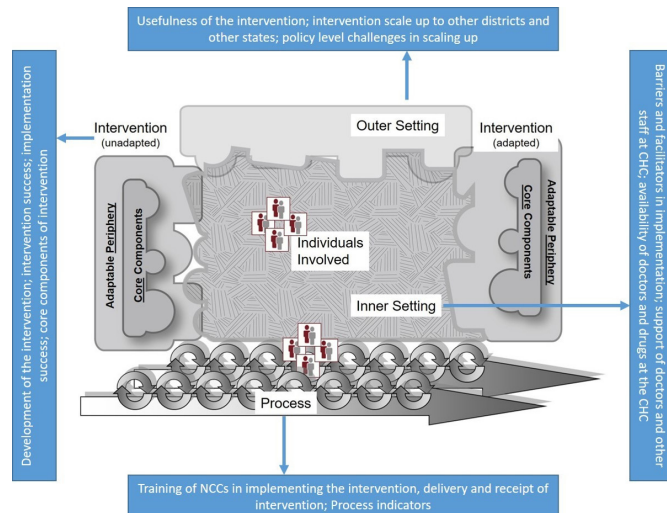 Usefulness of the intervention; intervention scale up to other districts and
other states; policy level challenges in scaling up
Development of the intervention; intervention success; implementation
success; core components of intervention
Intervention
(unadapted)
Adaptable Periphery
Core Components
Outer Setting
Individuals
Involved
Inner Setting
Intervention
(adapted)
Core Components
Adaptable Periphery
Barriers and facilitators in implementation; support of doctors and other
staff at CHC; availability of doctors and drugs at the
CHC
Process
Training of NCCs in implementing the intervention, delivery and receipt of
intervention; Process indicators